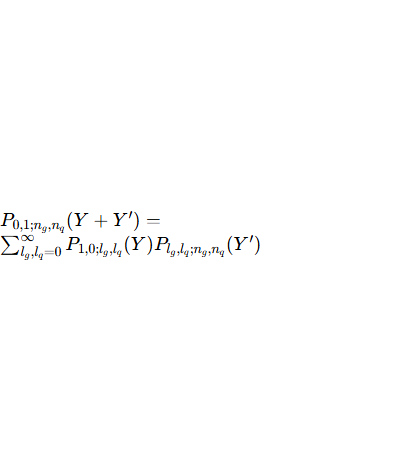 $P_{0,1;n_g,n_q}(Y+Y') =$
$\sum_{l_g,l_q=0}^{\infty} P_{1,0;l_g,l_q}(Y) P_{l_g,l_q;n_g,n_q}(Y')$